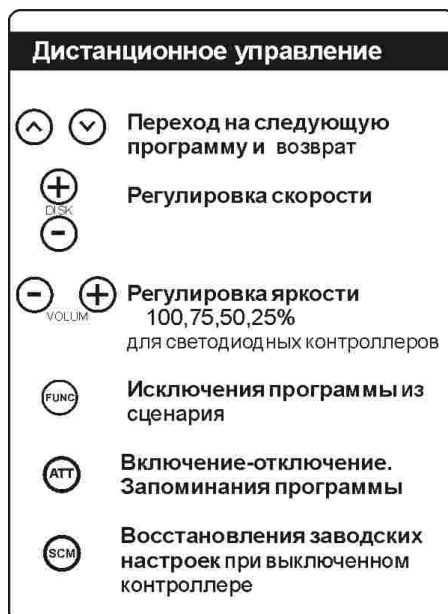 Дистанционное управление
Переход на следующую
программу и возврат
DISK
Регулировка скорости
VOLUM
Регулировка яркости
100,75,50,25%
для светодиодных контроллеров
FUNC
Исключения программы из
сценария
ATT
Включение-отключение.
Запоминания программы
SCM
Восстановления заводских
настроек при выключенном
контроллере